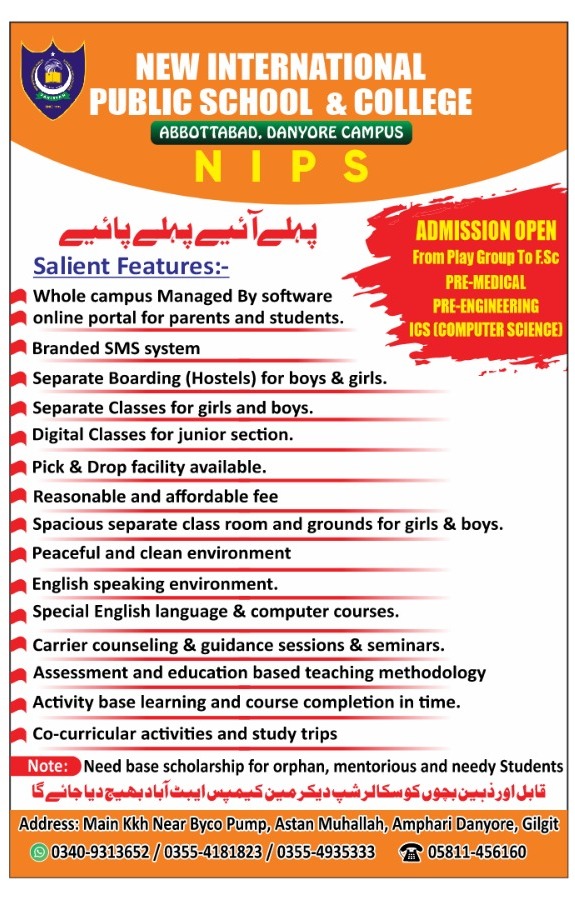 NEW INTERNATIONAL
PUBLIC SCHOOL & COLLEGE
ABBOTTABAD, DANYORE CAMPUS
N I P S
پہلے آئیے پہلے پائیے
ADMISSION OPEN
From Play Group To F.Sc
PRE-MEDICAL
PRE-ENGINEERING
ICS (COMPUTER SCIENCE)
Salient Features:-
Whole campus Managed By software
online portal for parents and students.
Branded SMS system
Separate Boarding (Hostels) for boys & girls.
Separate Classes for girls and boys.
Digital Classes for junior section.
Pick & Drop facility available.
Reasonable and affordable fee
Spacious separate class room and grounds for girls & boys.
Peaceful and clean environment
English speaking environment.
Special English language & computer courses.
Carrier counseling & guidance sessions & seminars.
Assessment and education based teaching methodology
Activity base learning and course completion in time.
Co-curricular activities and study trips
Note: Need base scholarship for orphan, mentorious and needy Students
قابل اور ذہین بچوں کو سکالرشپ دیکر مین کیمپس ایبٹ آباد بھیج دیا جائے گا
Address: Main Kkh Near Byco Pump, Astan Muhallah, Amphari Danyore, Gilgit
0340-9313652 / 0355-4181823 / 0355-4935333 05811-456160